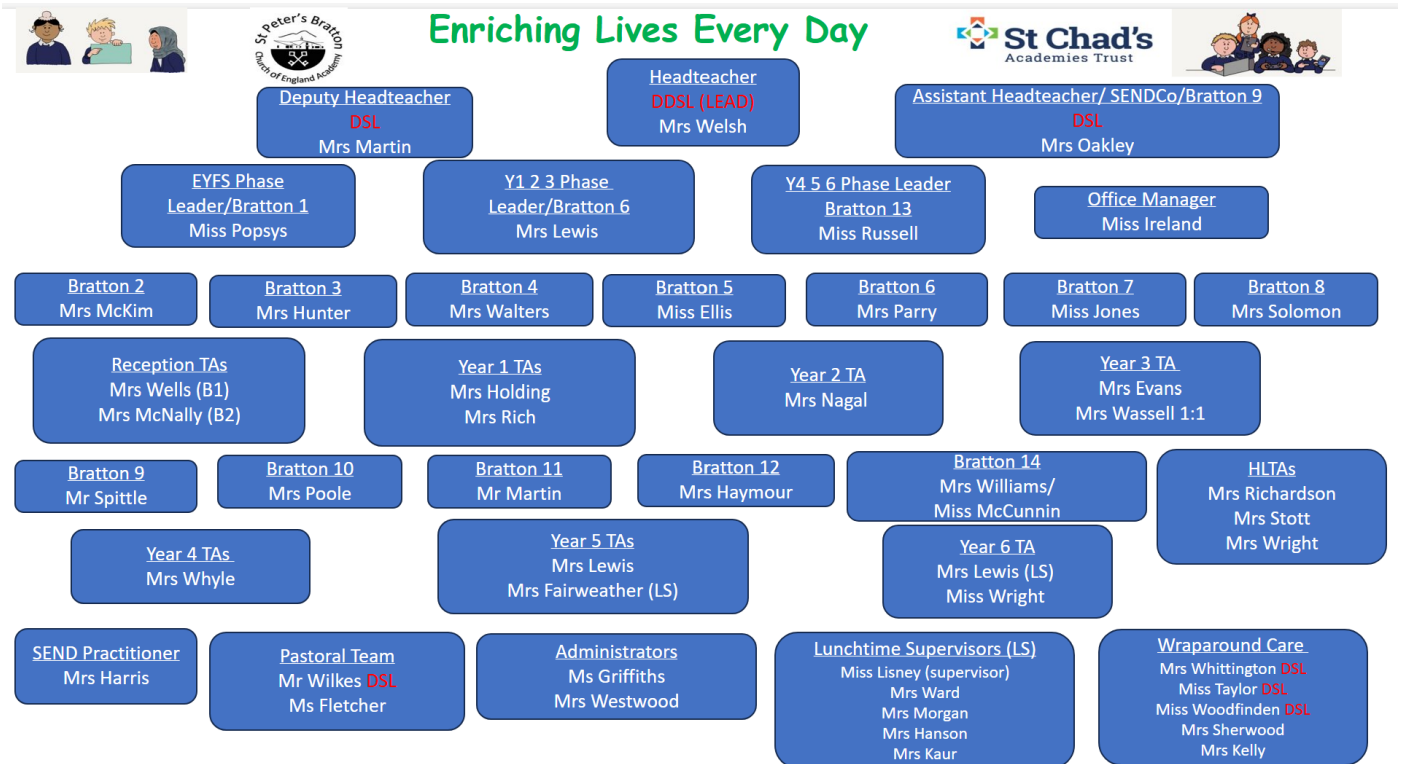 St Peter's Bratton
Church of England Academy
Enriching Lives Every Day
St Chad's
Academies Trust
Deputy Headteacher
DSL
Mrs Martin
Headteacher
DDSL (LEAD)
Mrs Welsh
Assistant Headteacher/ SENDCo/Bratton 9
DSL
Mrs Oakley
EYFS Phase
Leader/Bratton 1
Miss Popsys
Y1 2 3 Phase
Leader/Bratton 6
Mrs Lewis
Y4 5 6 Phase Leader
Bratton 13
Miss Russell
Office Manager
Miss Ireland
Bratton 2
Mrs McKim
Bratton 3
Mrs Hunter
Bratton 4
Mrs Walters
Bratton 5
Miss Ellis
Bratton 6
Mrs Parry
Bratton 7
Miss Jones
Bratton 8
Mrs Solomon
Reception TAs
Mrs Wells (B1)
Mrs McNally (B2)
Year 1 TAs
Mrs Holding
Mrs Rich
Year 2 TA
Mrs Nagal
Year 3 TA
Mrs Evans
Mrs Wassell 1:1
Bratton 9
Mr Spittle
Bratton 10
Mrs Poole
Bratton 11
Mr Martin
Bratton 12
Mrs Haymour
Bratton 14
Mrs Williams/
Miss McCunnin
HLTAs
Mrs Richardson
Mrs Stott
Mrs Wright
Year 4 TAs
Mrs Whyle
Year 5 TAs
Mrs Lewis
Mrs Fairweather (LS)
Year 6 TA
Mrs Lewis (LS)
Miss Wright
SEND Practitioner
Mrs Harris
Pastoral Team
Mr Wilkes DSL
Ms Fletcher
Administrators
Ms Griffiths
Mrs Westwood
Lunchtime Supervisors (LS)
Miss Lisney (supervisor)
Mrs Ward
Mrs Morgan
Mrs Hanson
Mrs Kaur
Wraparound Care
Mrs Whittington DSL
Miss Taylor DSL
Miss Woodfinden DSL
Mrs Sherwood
Mrs Kelly